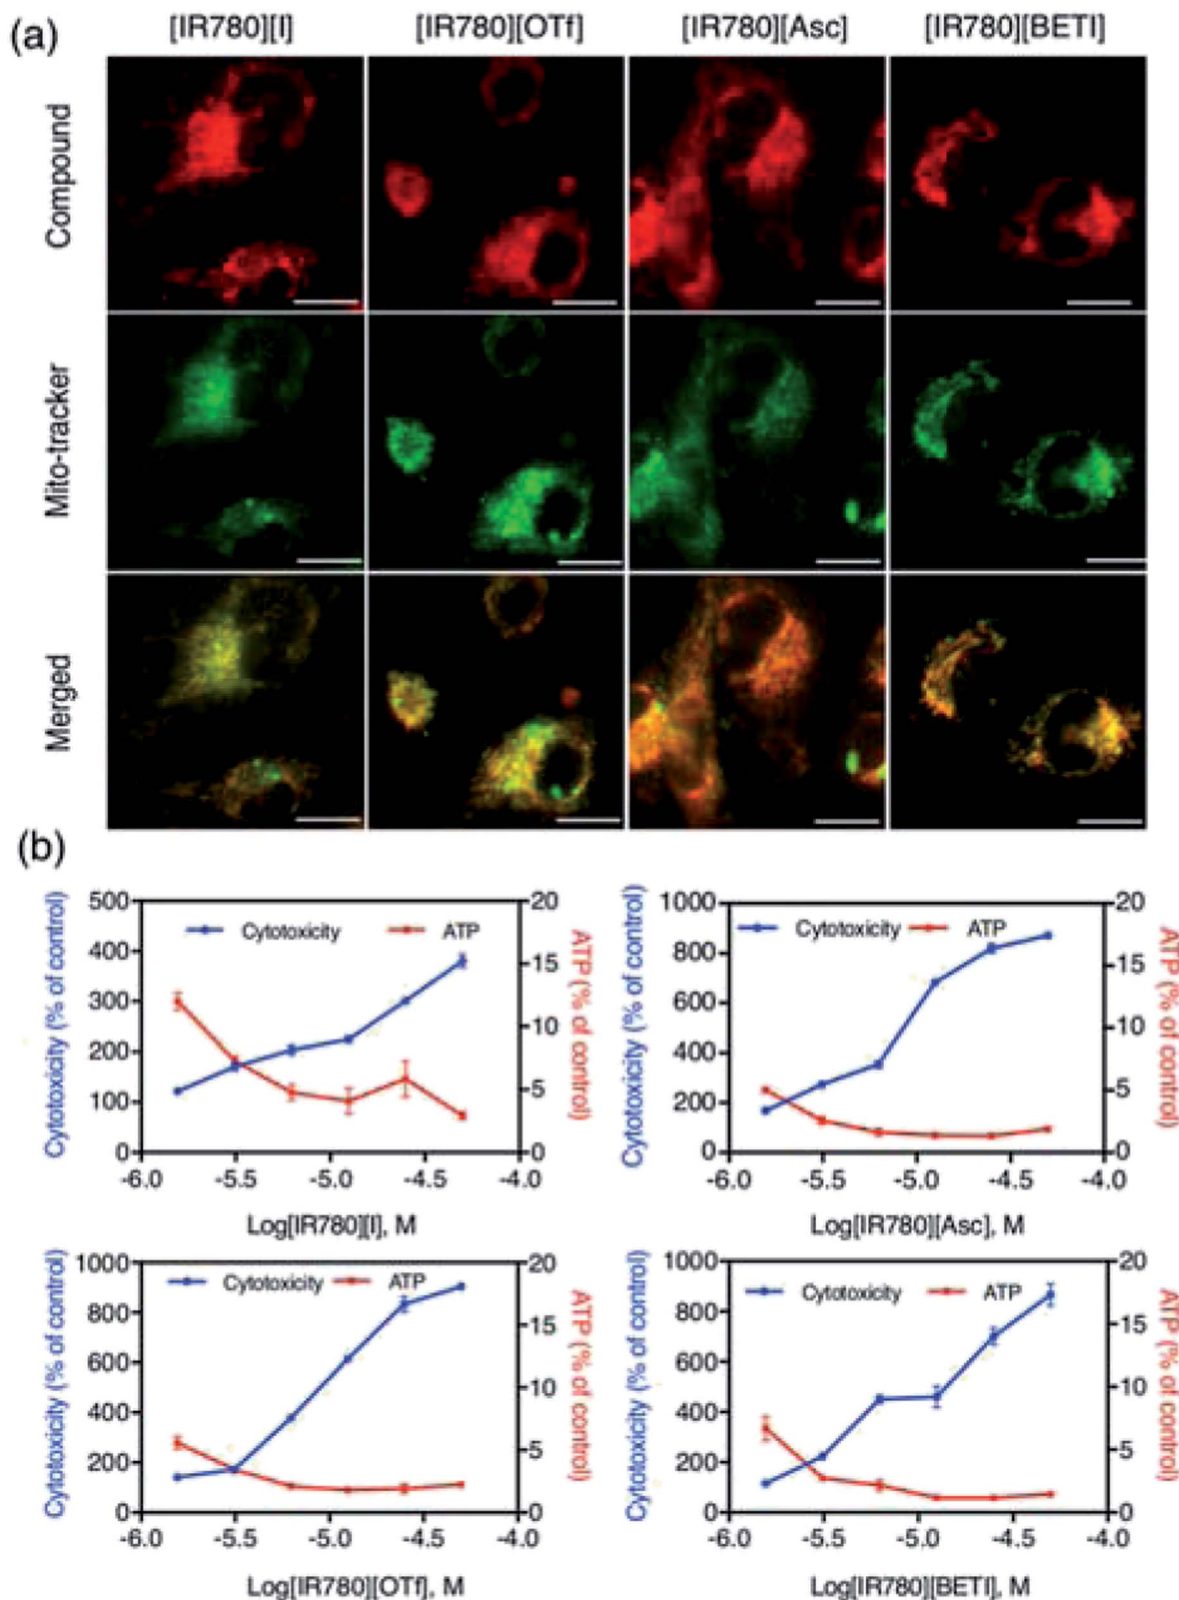 (a)
[IR780][I] [IR780][OTf] [IR780][Asc] [IR780][BETI]
Compound
Mito-tracker
Merged
(b)
Cytotoxicity (% of control)
500
400
300
200
100
0
Cytotoxicity ATP
20
15
10
5
0
ATP (% of control)
-6.0 -5.5 -5.0 -4.5 -4.0
Log[IR780][I], M
Cytotoxicity (% of control)
1000
800
600
400
200
0
Cytotoxicity ATP
20
15
10
5
0
ATP (% of control)
-6.0 -5.5 -5.0 -4.5 -4.0
Log[IR780][Asc], M
Cytotoxicity (% of control)
1000
800
600
400
200
0
Cytotoxicity ATP
20
15
10
5
0
ATP (% of control)
-6.0 -5.5 -5.0 -4.5 -4.0
Log[IR780][OTf], M
Cytotoxicity (% of control)
1000
800
600
400
200
0
Cytotoxicity ATP
20
15
10
5
0
ATP (% of control)
-6.0 -5.5 -5.0 -4.5 -4.0
Log[IR780][BETI], M